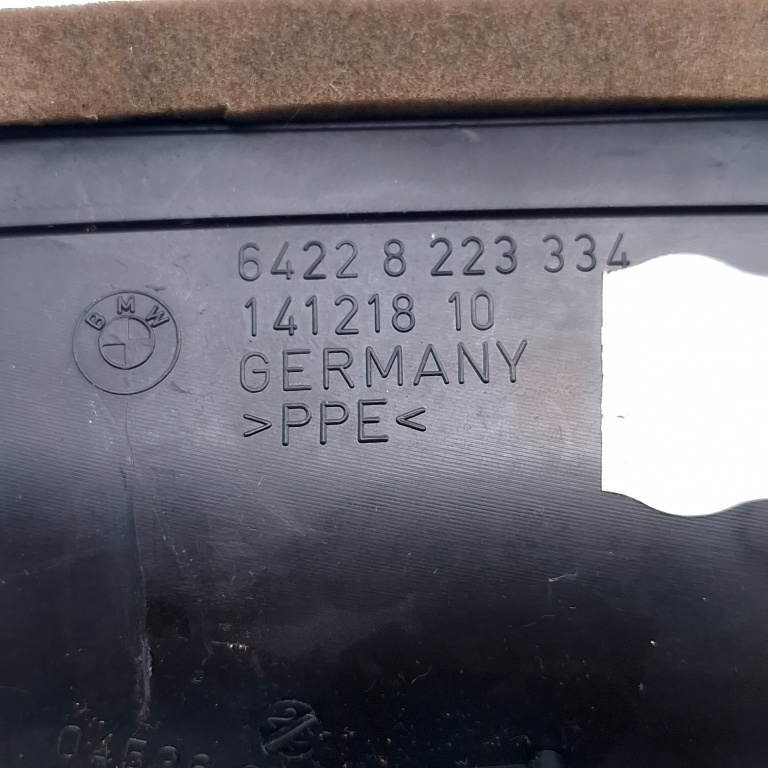 6422 8 223 334
BMW
141218 10
GERMANY
>PPE<